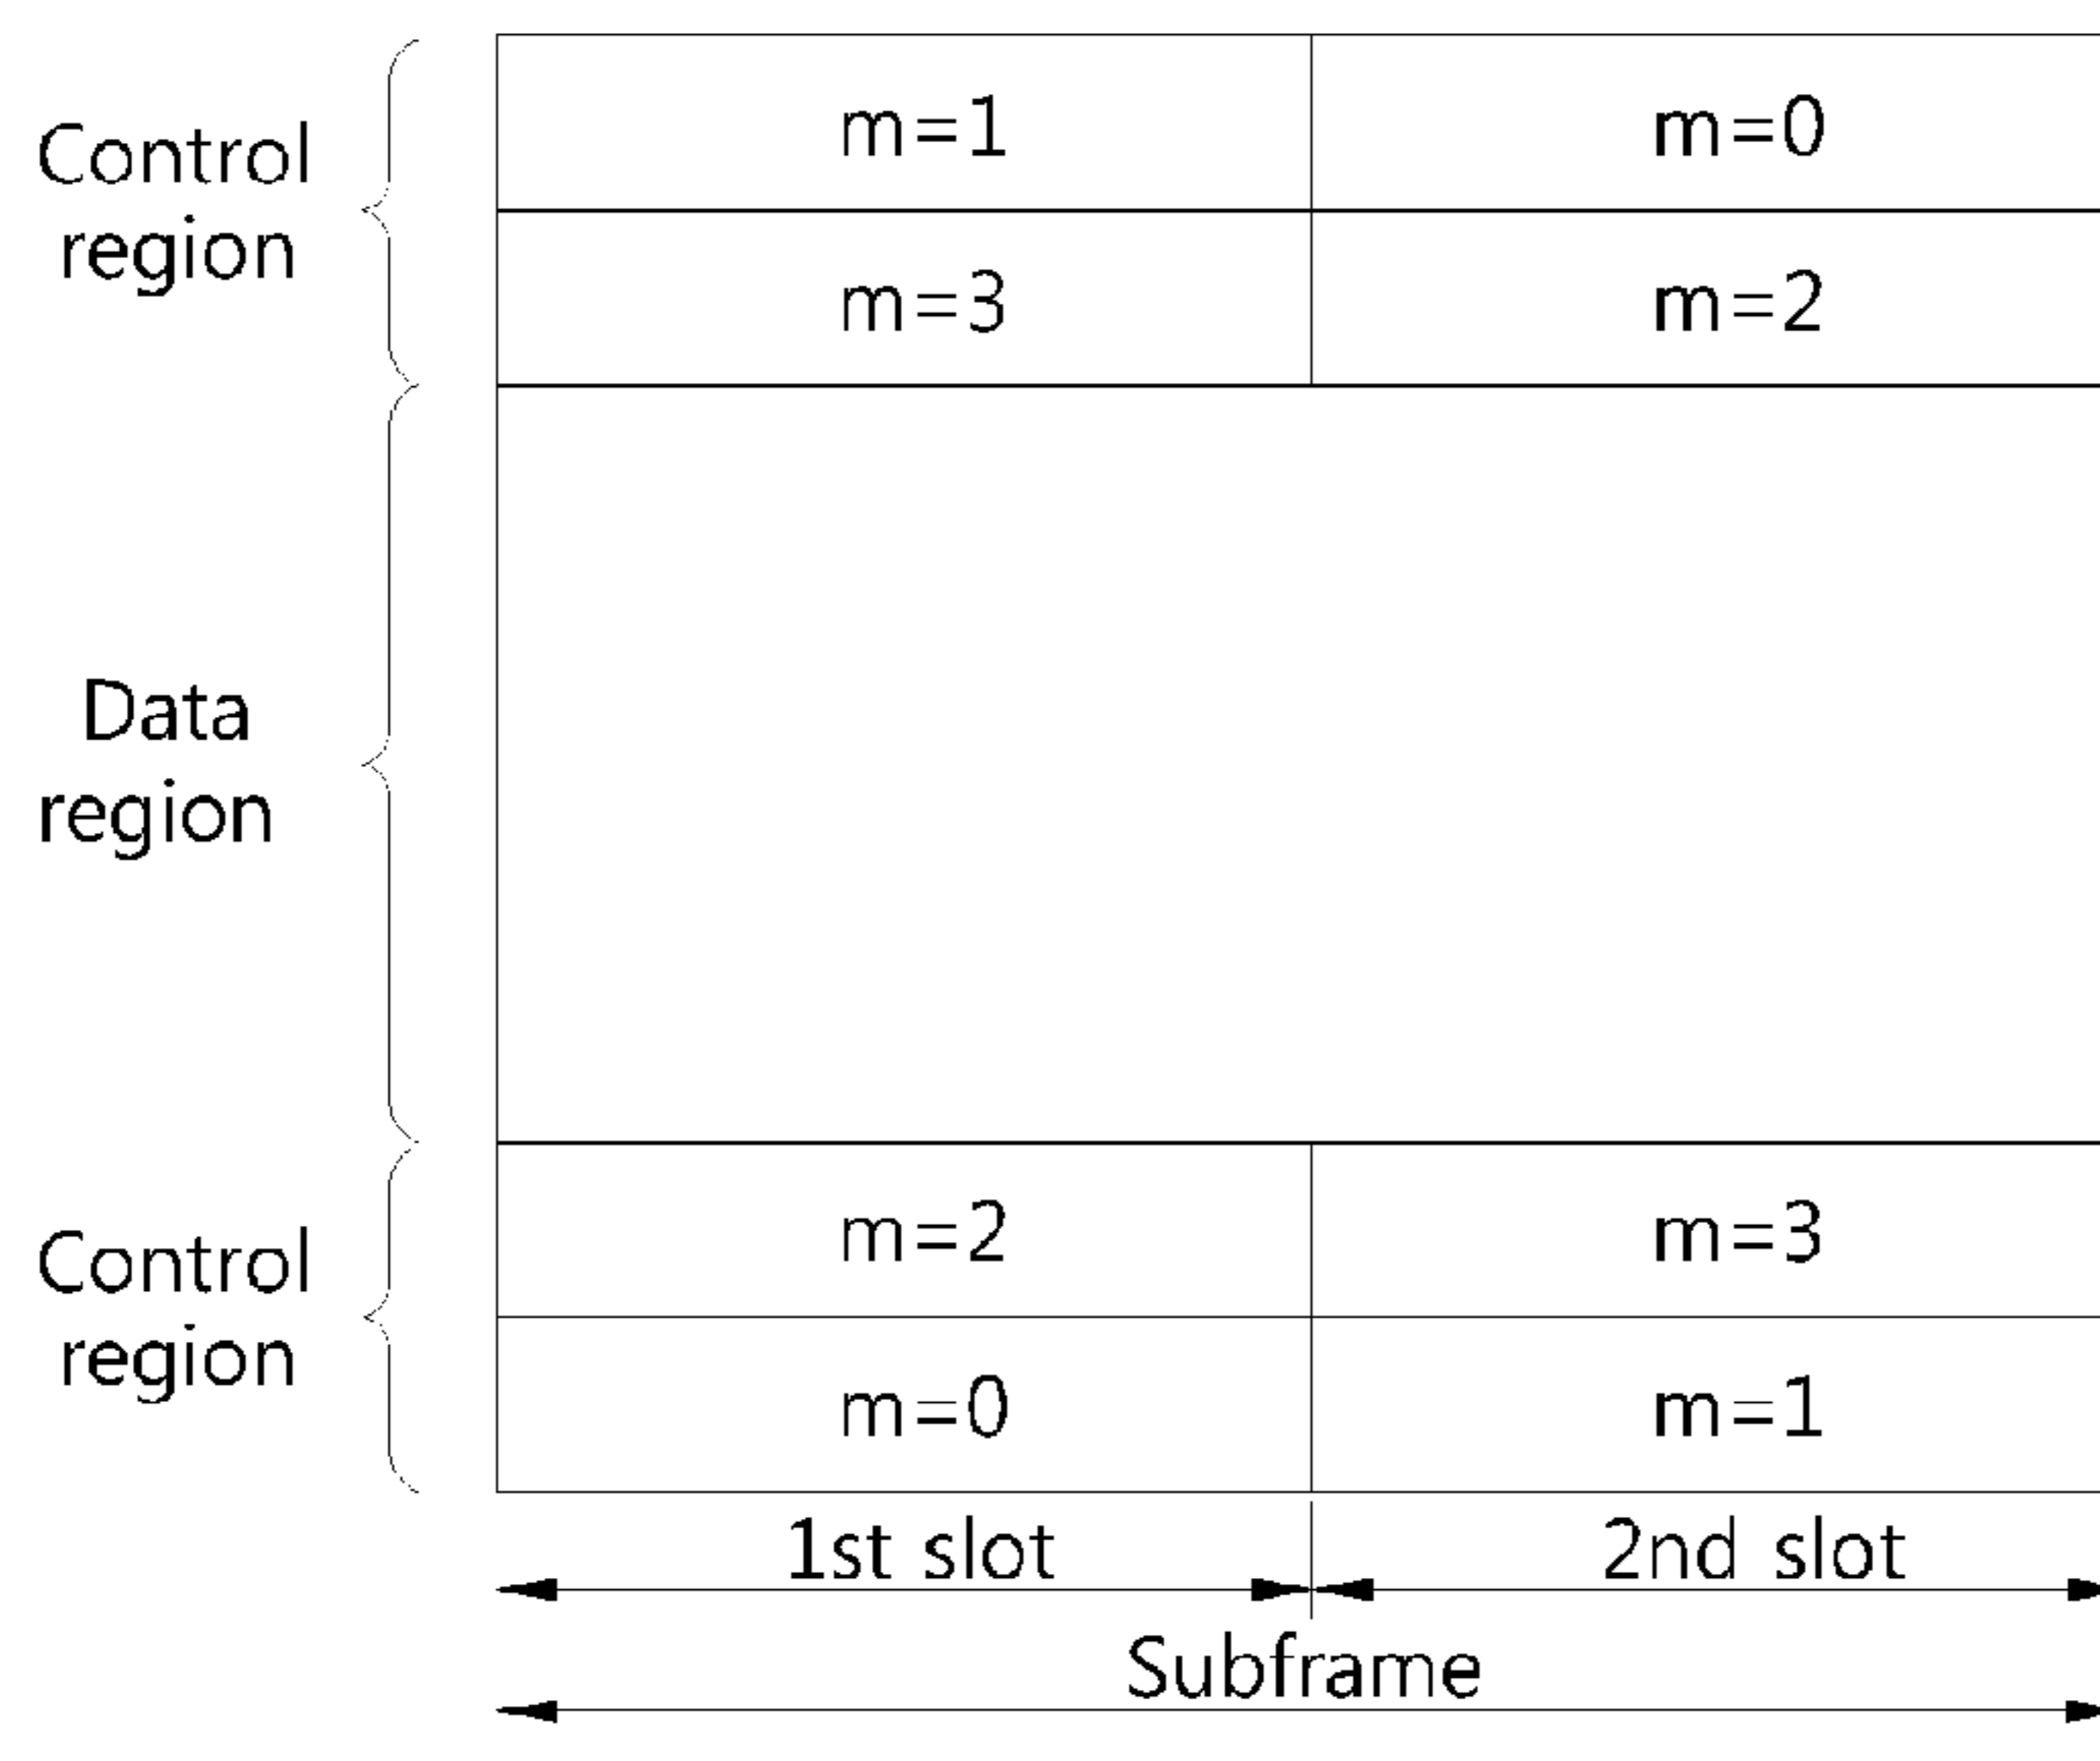 m=1 m=0
Control
region
m=3 m=2
Data
region
m=2 m=3
Control
region
m=0 m=1
1st slot 2nd slot
Subframe